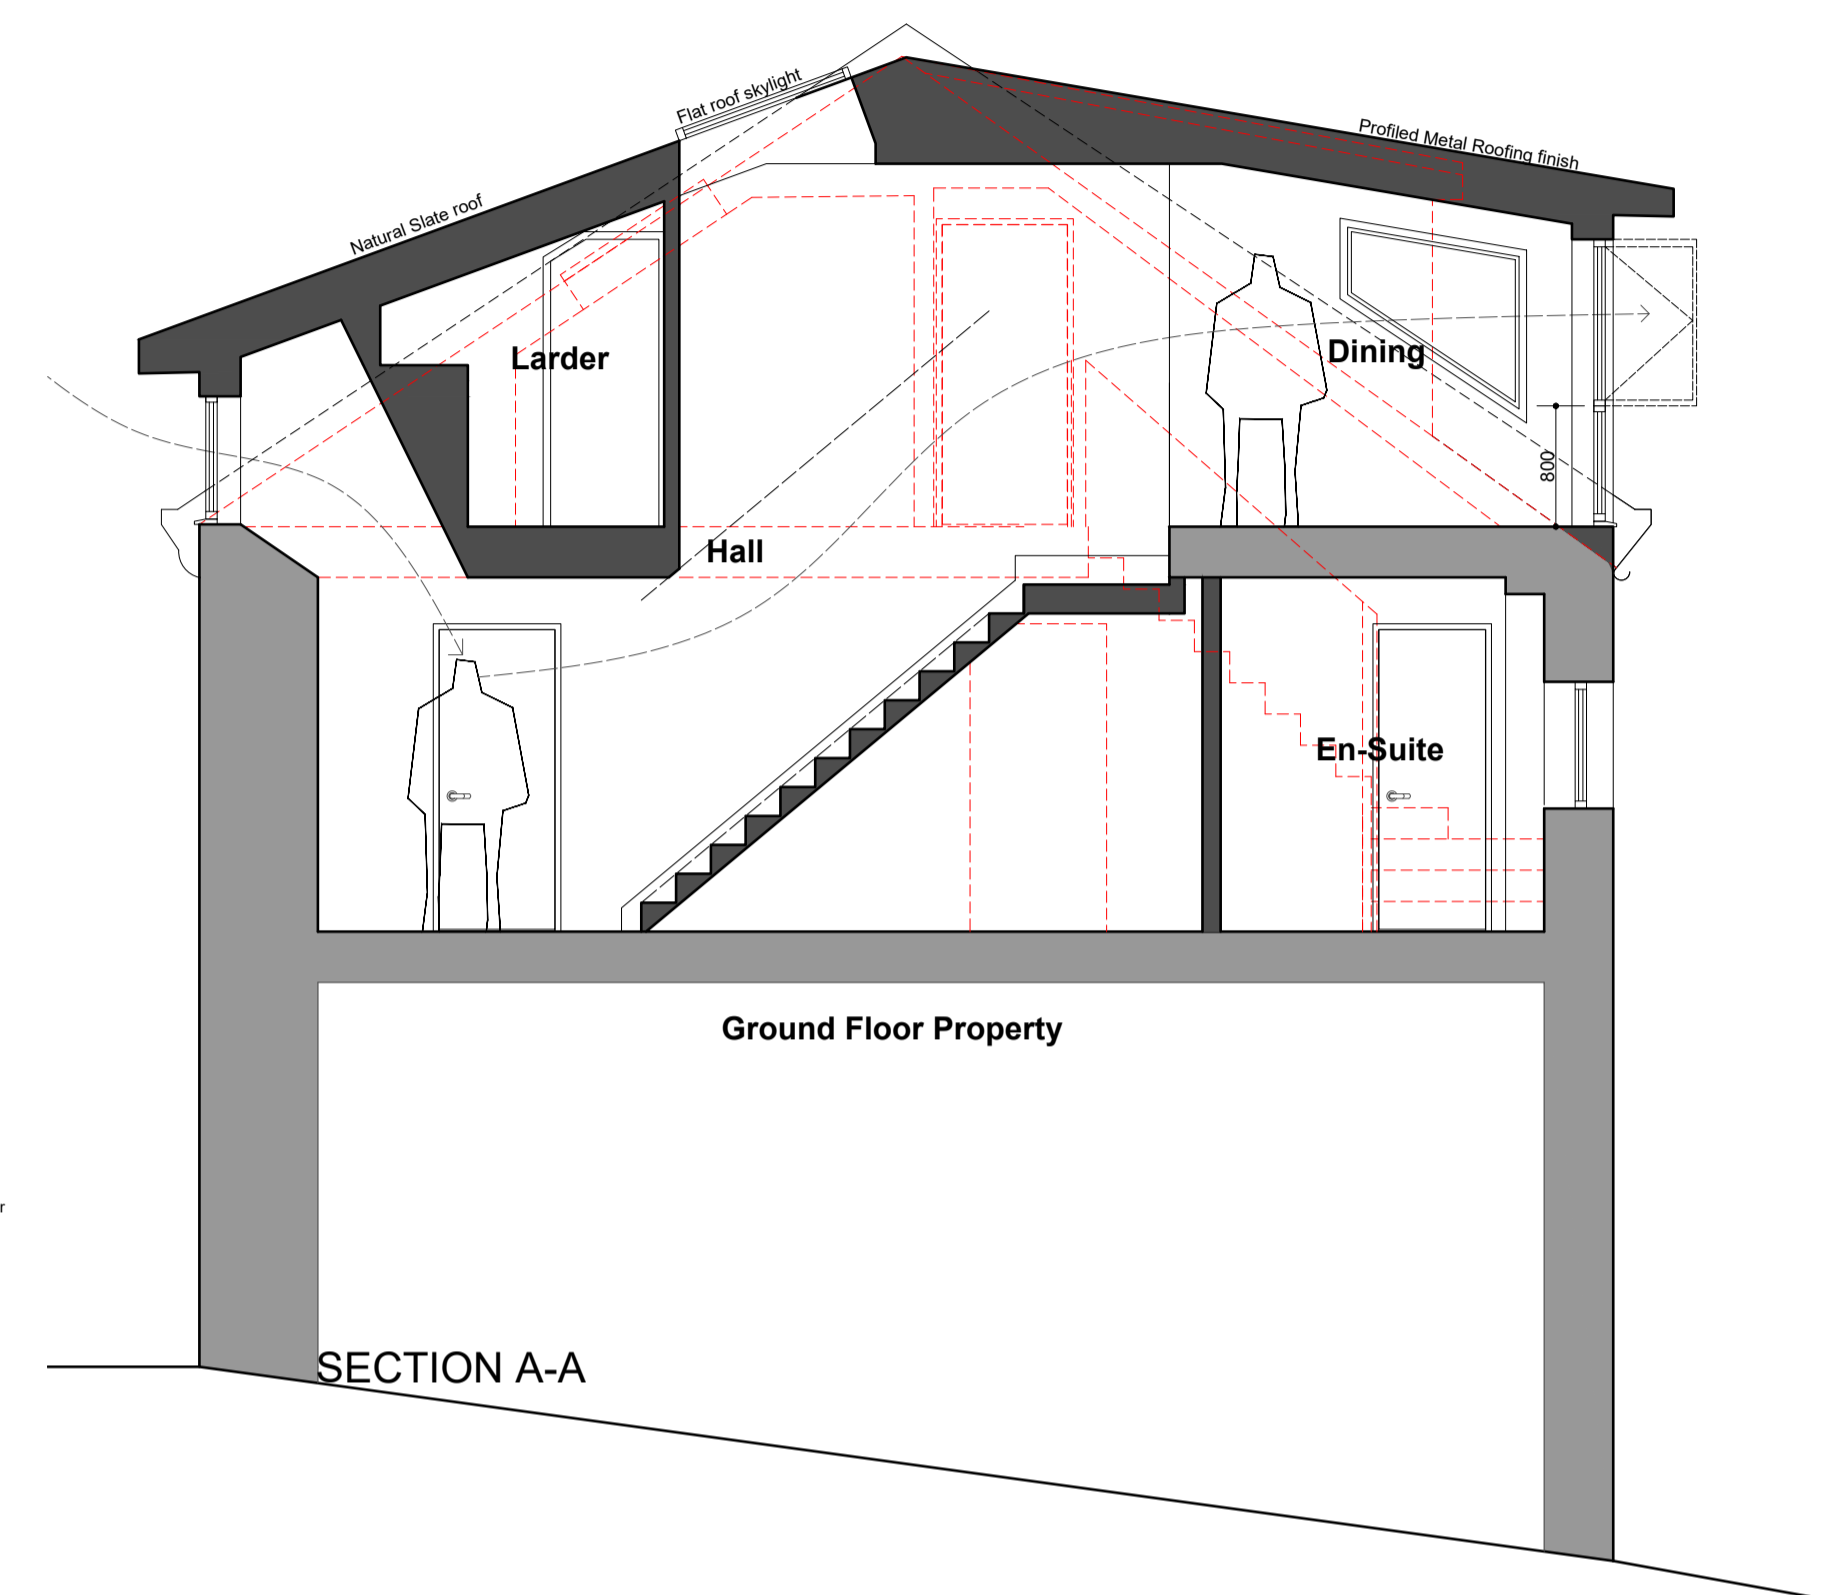 Flat roof skylight
Profiled Metal Roofing finish
Natural Slate roof
Larder
Dining
800
Hall
En-Suite
Ground Floor Property
r
SECTION A-A